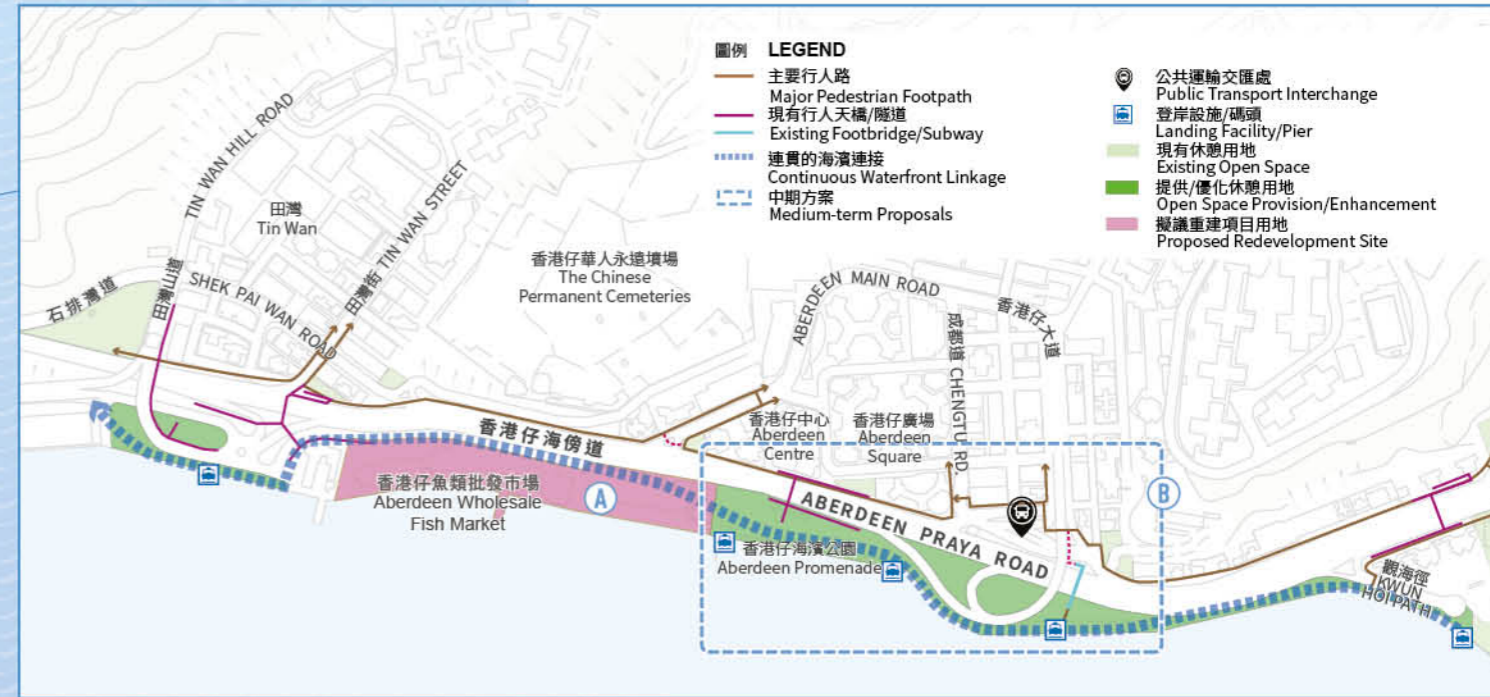 圖例 LEGEND
主要行人路
Major Pedestrian Footpath
現有行人天橋/隧道
Existing Footbridge/Subway
連貫的海濱連接
Continuous Waterfront Linkage
中期方案
Medium-term Proposals
公共運輸交匯處
Public Transport Interchange
登岸設施/碼頭
Landing Facility/Pier
現有休憩用地
Existing Open Space
提供/優化休憩用地
Open Space Provision/Enhancement
擬議重建項目用地
Proposed Redevelopment Site
TIN WAN HILL ROAD
田灣山道
田灣
Tin Wan
田灣街 TIN WAN STREET
石排灣道
SHEK PAI WAN ROAD
香港仔華人永遠墳場
The Chinese
Permanent Cemeteries
ABERDEEN MAIN ROAD
香港仔大道
成都道 CHENGTU RD.
香港仔中心
Aberdeen
Centre
香港仔廣場
Aberdeen
Square
香港仔海傍道
ABERDEEN PRAYA ROAD
香港仔魚類批發市場
Aberdeen Wholesale
Fish Market
A
B
香港仔海濱公園
Aberdeen Promenade
觀海徑
KWUN
HOI PATH